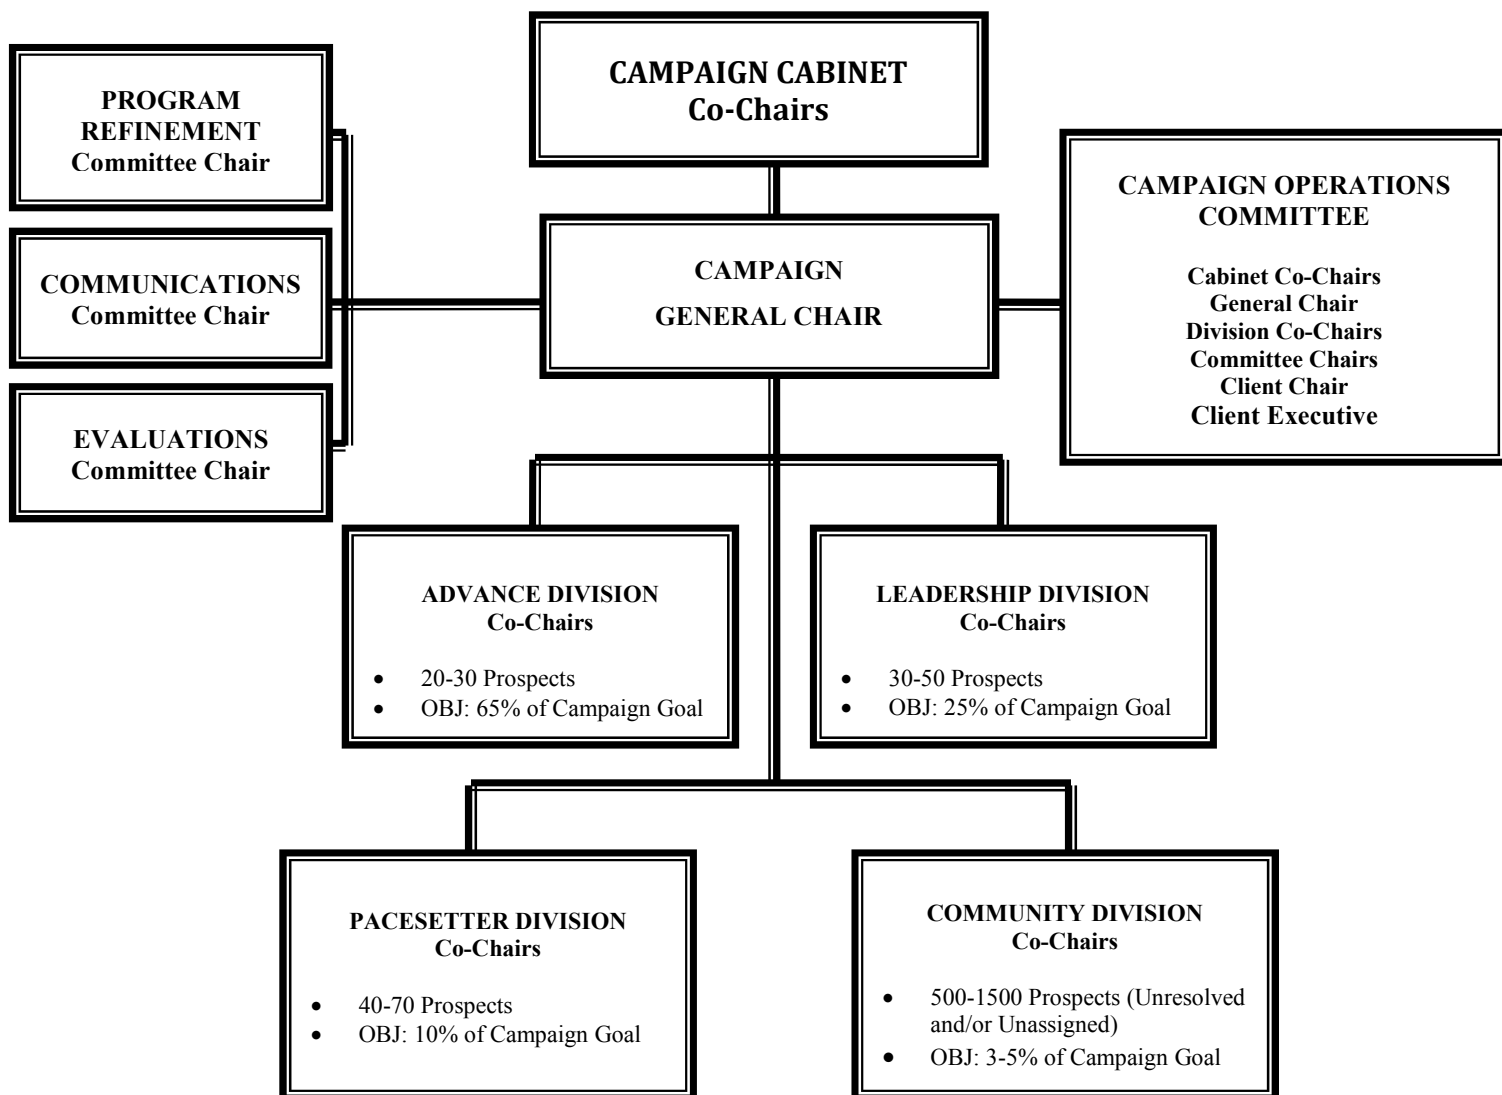 CAMPAIGN CABINET
Co-Chairs
PROGRAM
REFINEMENT
Committee Chair
COMMUNICATIONS
Committee Chair
EVALUATIONS
Committee Chair
CAMPAIGN
GENERAL CHAIR
CAMPAIGN OPERATIONS
COMMITTEE
Cabinet Co-Chairs
General Chair
Division Co-Chairs
Committee Chairs
Client Chair
Client Executive
ADVANCE DIVISION
Co-Chairs
• 20-30 Prospects
• OBJ: 65% of Campaign Goal
LEADERSHIP DIVISION
Co-Chairs
• 30-50 Prospects
• OBJ: 25% of Campaign Goal
PACESETTER DIVISION
Co-Chairs
• 40-70 Prospects
• OBJ: 10% of Campaign Goal
COMMUNITY DIVISION
Co-Chairs
• 500-1500 Prospects (Unresolved
and/or Unassigned)
• OBJ: 3-5% of Campaign Goal